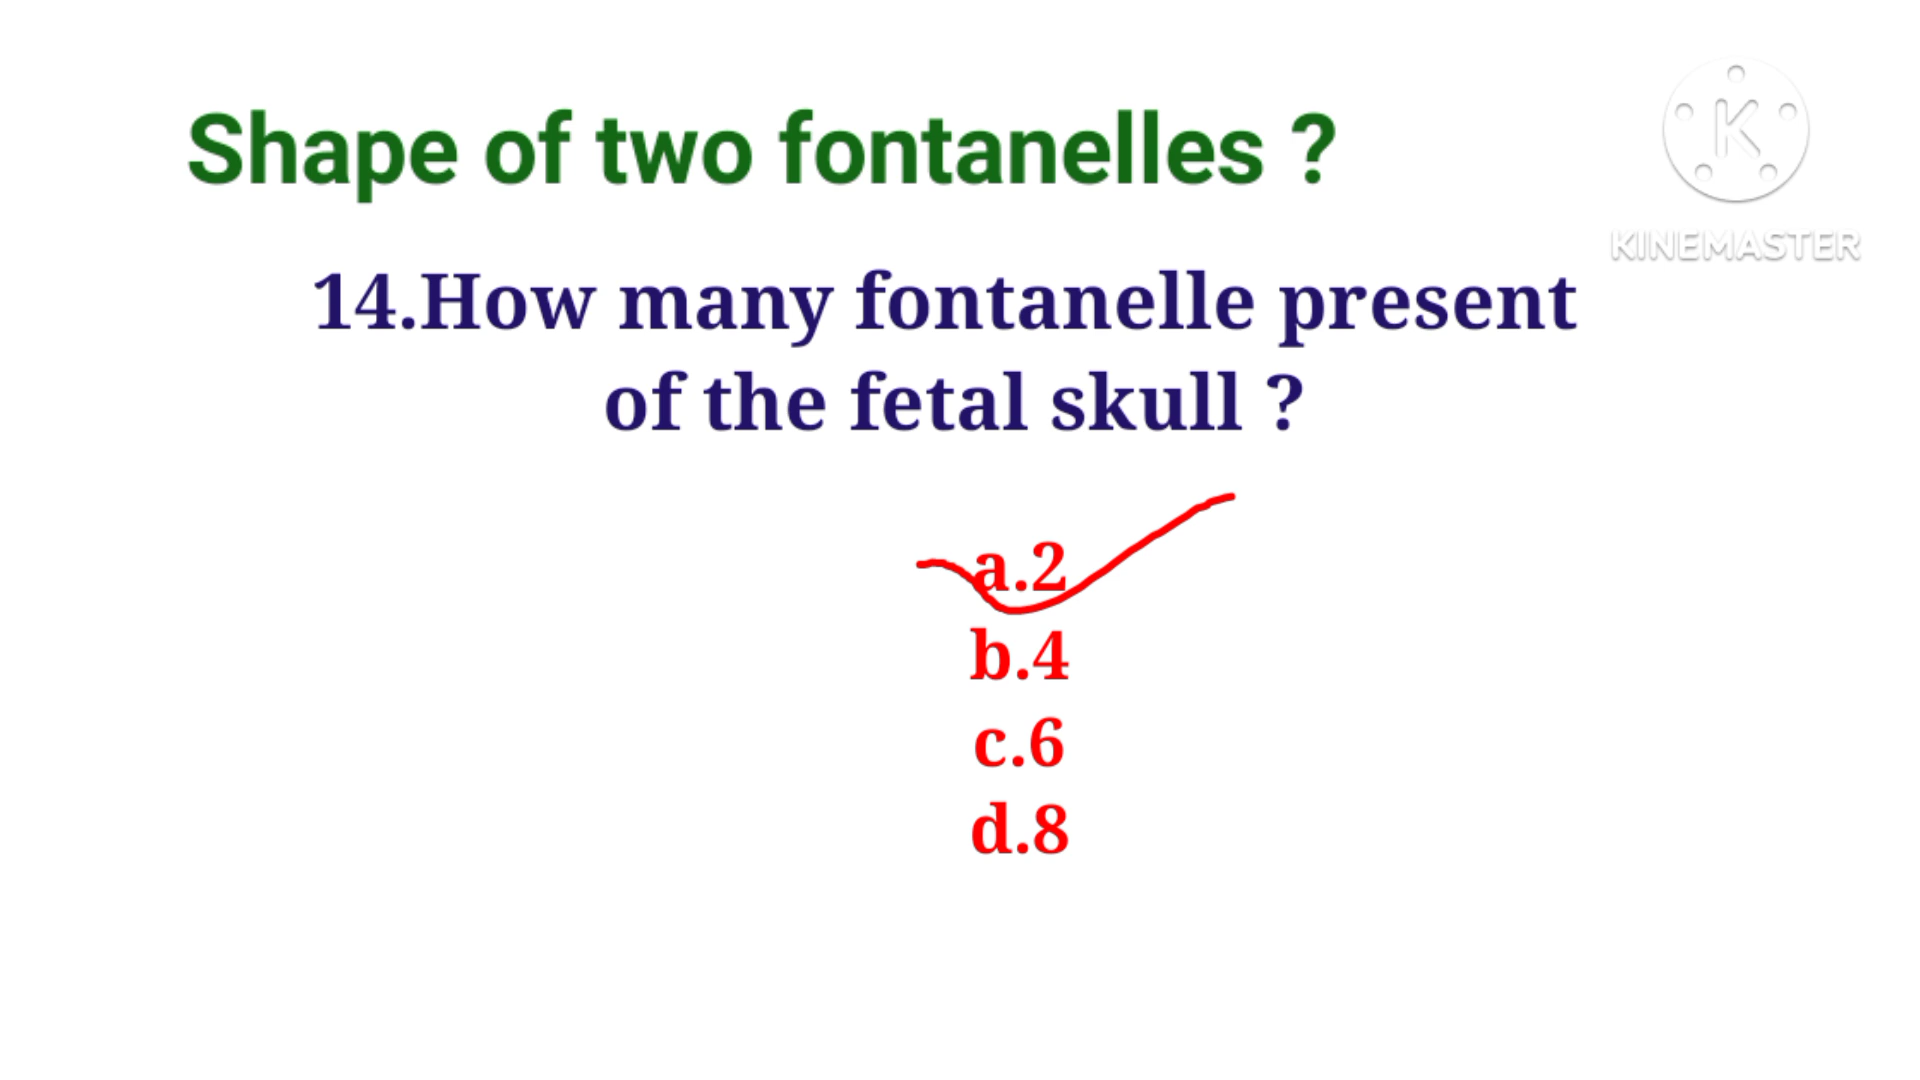 Shape of two fontanelles ?
K
KINEMASTER
14.How many fontanelle present
of the fetal skull ?
a.2
b.4
c.6
d.8